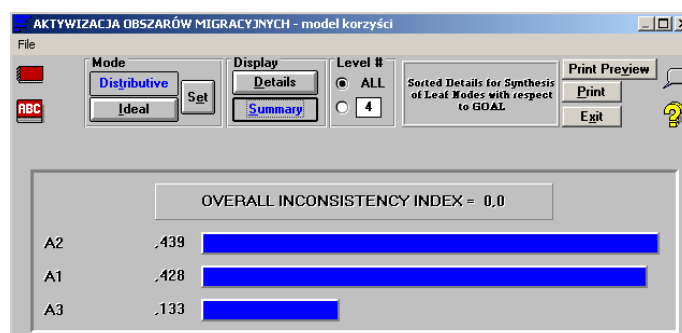 AKTYWIZACJA OBSZARÓW MIGRACYJNYCH - model korzyści
File
Mode
Distributive
Ideal
Set
Display
Details
Summary
Level #
ALL
4
Sorted Details for Synthesis
of Leaf Nodes with respect
to GOAL
Print Preview
Print
Exit
ABC
OVERALL INCONSISTENCY INDEX = 0,0
A2 ,439
A1 ,428
A3 ,133